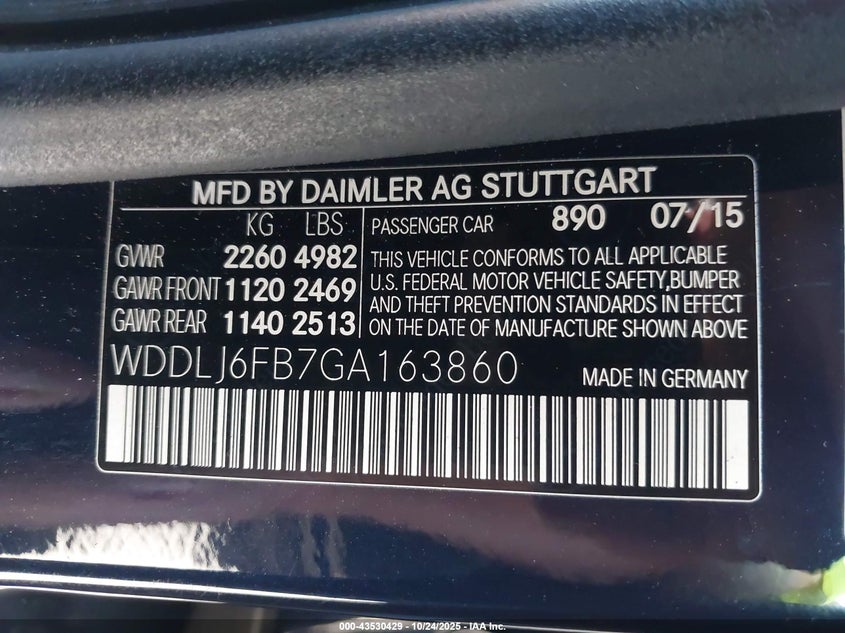 MFD BY DAIMLER AG STUTTGART
KG LBS PASSENGER CAR 890 07/15
GVWR 2260 4982
GAWR FRONT 1120 2469
GAWR REAR 1140 2513
THIS VEHICLE CONFORMS TO ALL APPLICABLE
U.S. FEDERAL MOTOR VEHICLE SAFETY,BUMPER
AND THEFT PREVENTION STANDARDS IN EFFECT
ON THE DATE OF MANUFACTURE SHOWN ABOVE
WDDLJ6FB7GA163860 MADE IN GERMANY
000-43530429 - 10/24/2025 - IAA Inc.